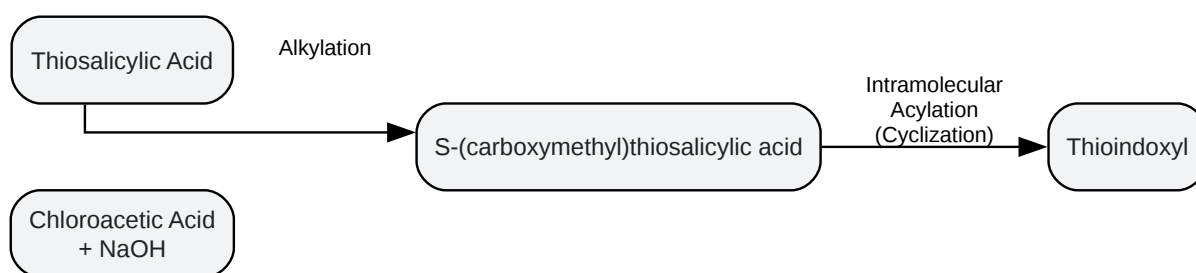 Thiosalicylic Acid
Alkylation
Chloroacetic Acid
+ NaOH
S-(carboxymethyl)thiosalicylic acid
Intramolecular
Acylation
(Cyclization)
Thioindoxyl